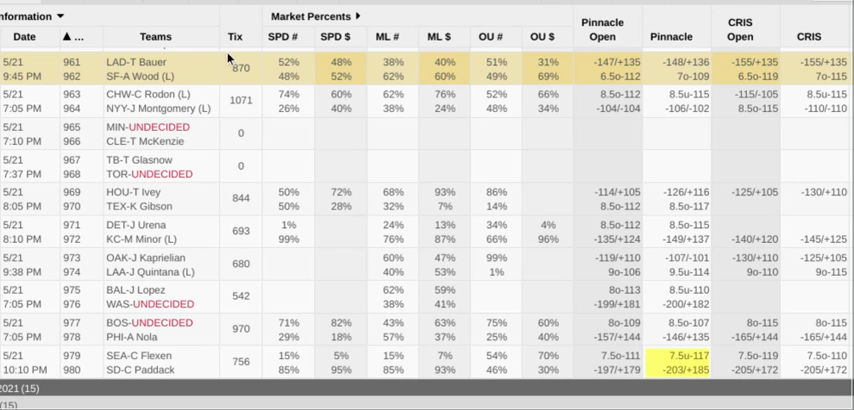 nformation ▼ Market Percents ▶ Pinnacle Open Pinnacle CRIS Open CRIS
Date ▲ ... Teams Tix SPD # SPD $ ML # ML $ OU # OU $
5/21 961 LAD-T Bauer 870 52% 48% 38% 40% 51% 31% -147/+135 -148/+136 -155/+135 -155/+135
9:45 PM 962 SF-A Wood (L) 48% 52% 62% 60% 49% 69% 6.5o-112 7o-109 6.5o-119 7o-115
5/21 963 CHW-C Rodon (L) 1071 74% 60% 62% 76% 52% 66% 8.5o-112 8.5u-115 -115/-105 8.5u-115
7:05 PM 964 NYY-J Montgomery (L) 26% 40% 38% 24% 48% 34% -104/-104 -106/-102 8.5o-115 -110/-110
5/21 965 MIN-UNDECIDED 0
7:10 PM 966 CLE-T McKenzie
5/21 967 TB-T Glasnow 0
7:37 PM 968 TOR-UNDECIDED
5/21 969 HOU-T Ivey 844 50% 72% 68% 93% 86% -114/+105 -126/+116 -125/+105 -130/+110
8:05 PM 970 TEX-K Gibson 50% 28% 32% 7% 14% 8.5o-112 8.5o-117
5/21 971 DET-J Urena 693 1% 24% 13% 34% 4% 8.5o-112 8.5o-115
8:10 PM 972 KC-M Minor (L) 99% 76% 87% 66% 96% -135/+124 -149/+137 -140/+120 -145/+125
5/21 973 OAK-J Kaprielian 680 60% 47% 99% -119/+110 -107/-101 -130/+110 -125/+105
9:38 PM 974 LAA-J Quintana (L) 40% 53% 1% 9o-106 9.5u-114 9o-110 9o-115
5/21 975 BAL-J Lopez 542 62% 59% 8o-113 8.5u-110
7:05 PM 976 WAS-UNDECIDED 38% 41% -199/+181 -200/+182
5/21 977 BOS-UNDECIDED 970 71% 82% 43% 63% 75% 60% 8o-109 8.5o-107 8o-115 8o-115
7:05 PM 978 PHI-A Nola 29% 18% 57% 37% 25% 40% -157/+144 -146/+135 -165/+144 -165/+144
5/21 979 SEA-C Flexen 756 15% 5% 15% 7% 54% 70% 7.5o-111 7.5u-117 7.5o-119 7.5u-110
10:10 PM 980 SD-C Paddack 85% 95% 85% 93% 46% 30% -197/+179 -203/+185 -205/+172 -205/+172
2021 (15)
(15)